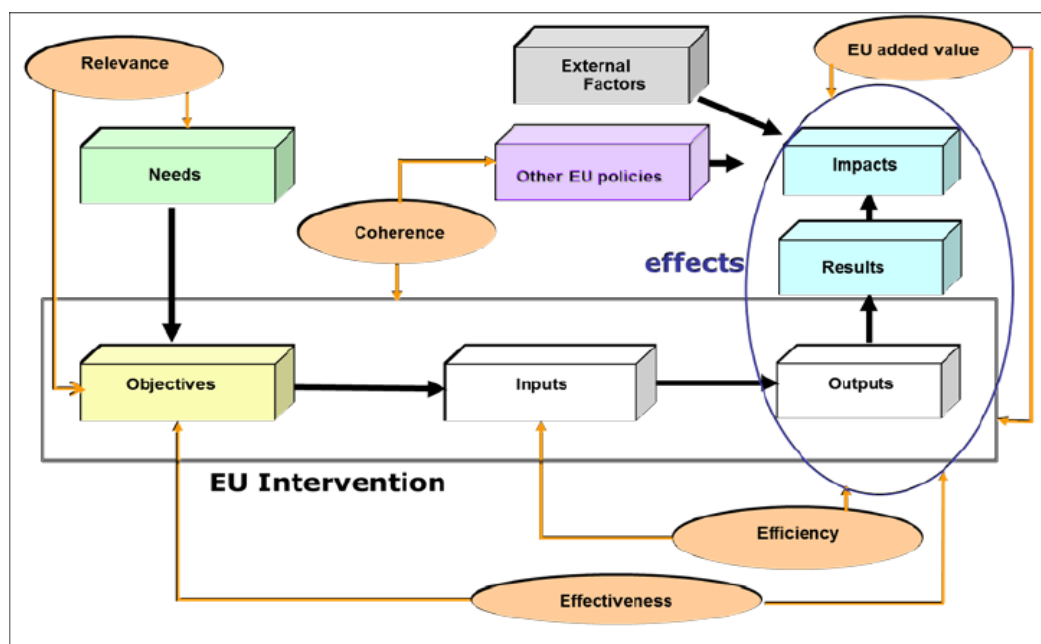 Relevance
EU added value
External
Factors
Needs
Other EU policies
Impacts
Coherence
effects
Results
Objectives
Inputs
Outputs
EU Intervention
Efficiency
Effectiveness